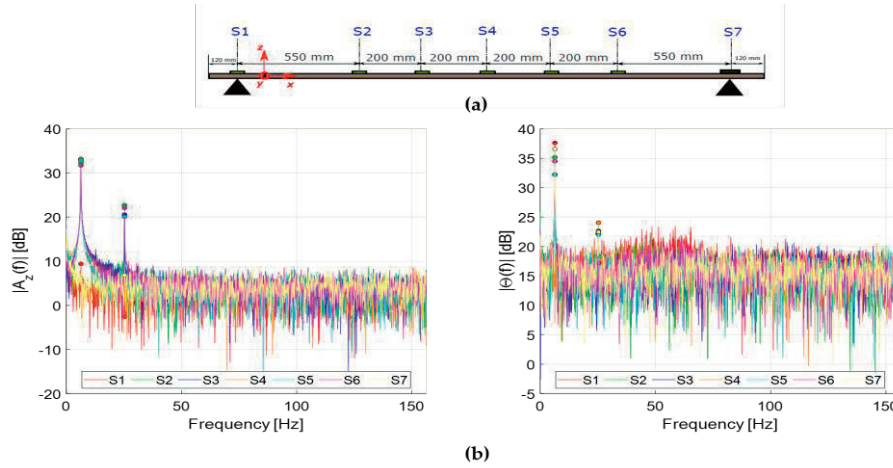 S1 S2 S3 S4 S5 S6 S7
120 mm 550 mm 200 mm 200 mm 200 mm 200 mm 550 mm 120 mm
z
y x
(a)
40
30
20
10
0
-10
-20
|A_z(f)| [dB]
S1 S2 S3 S4 S5 S6 S7
0 50 100 150
Frequency [Hz]
40
35
30
25
20
15
10
5
0
-5
|Θ(f)| [dB]
S1 S2 S3 S4 S5 S6 S7
0 50 100 150
Frequency [Hz]
(b)